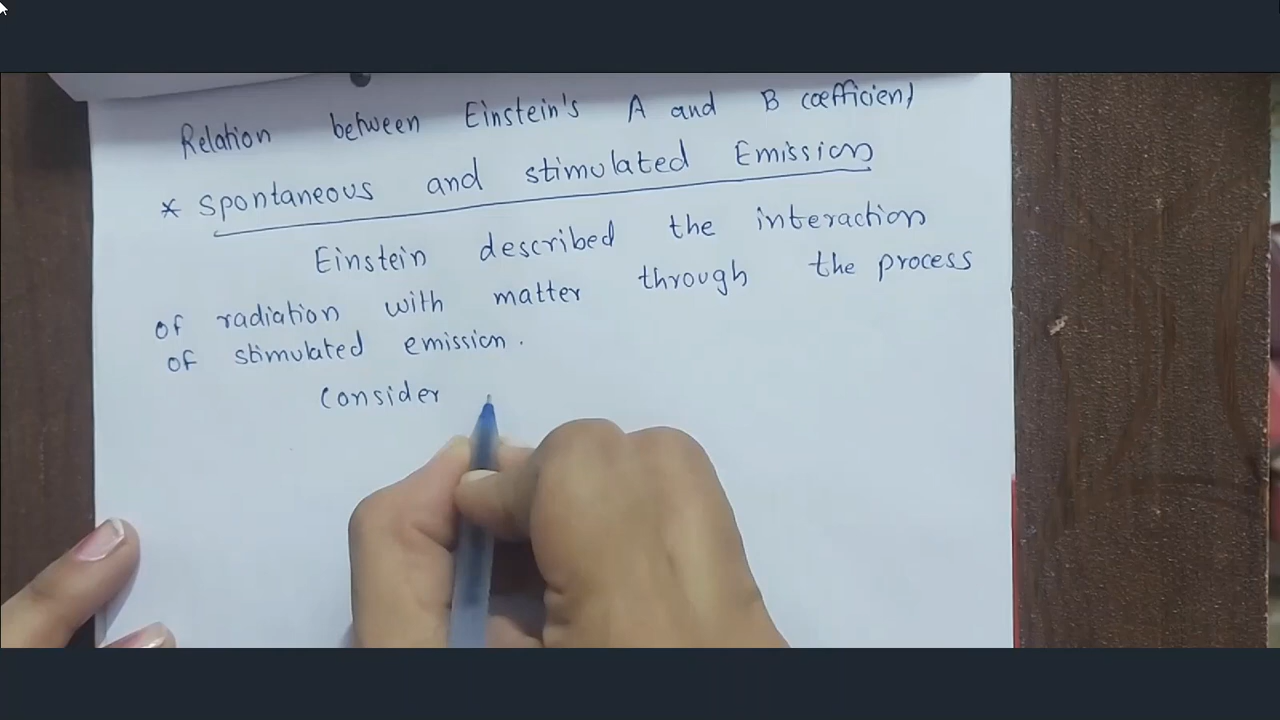 Relation between Einstein's A and B coefficient
* Spontaneous and stimulated Emission
Einstein described the interaction
of radiation with matter through the process
of stimulated emission.
Consider